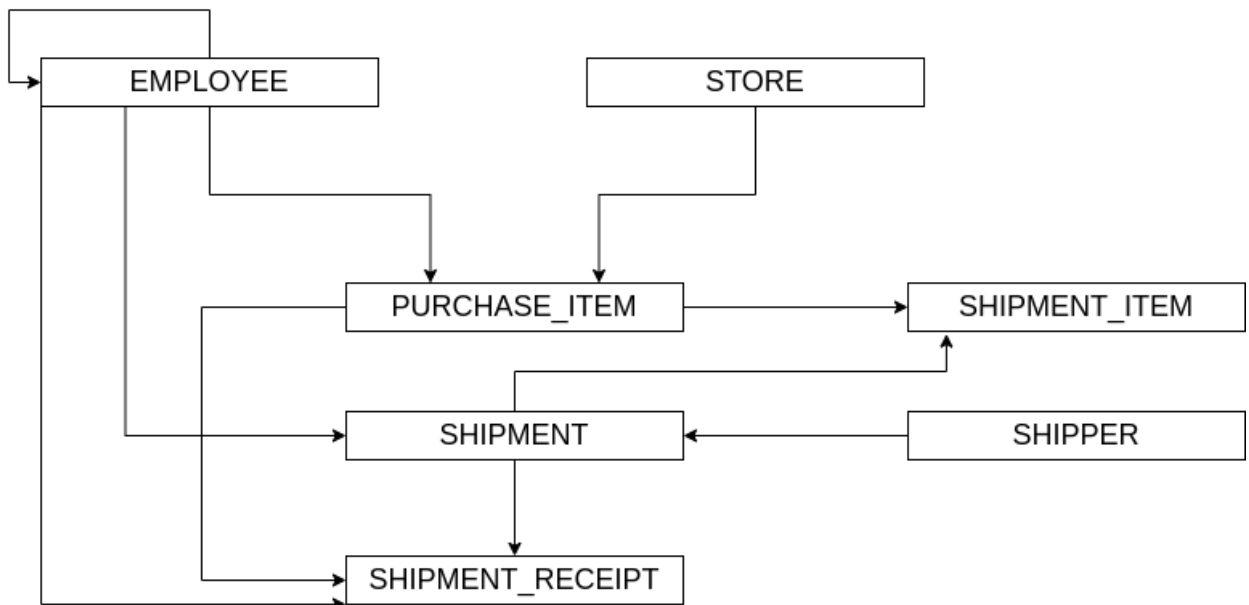 EMPLOYEE
STORE
PURCHASE_ITEM
SHIPMENT_ITEM
SHIPMENT
SHIPPER
SHIPMENT_RECEIPT